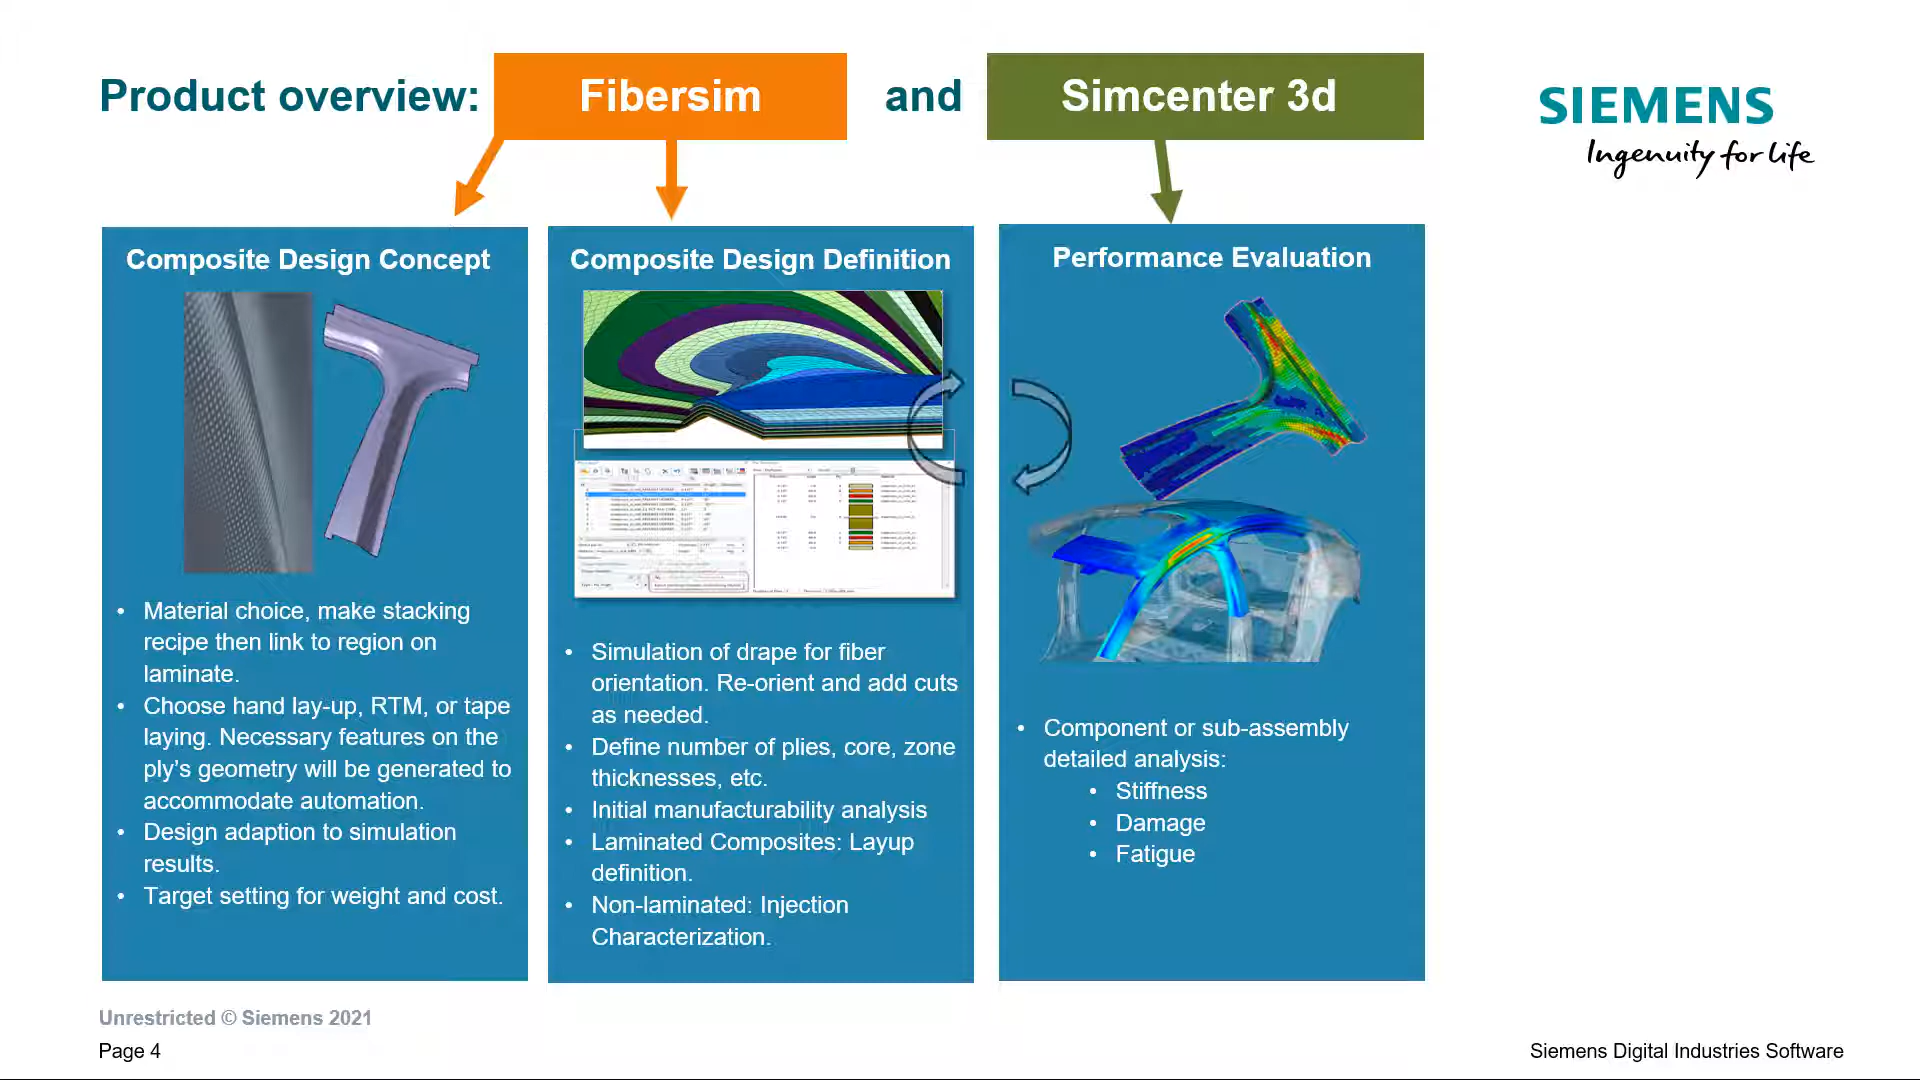 Product overview: Fibersim and Simcenter 3d
SIEMENS
Ingenuity for life
Composite Design Concept
• Material choice, make stacking
recipe then link to region on
laminate.
• Choose hand lay-up, RTM, or tape
laying. Necessary features on the
ply's geometry will be generated to
accommodate automation.
• Design adaption to simulation
results.
• Target setting for weight and cost.
Composite Design Definition
• Simulation of drape for fiber
orientation. Re-orient and add cuts
as needed.
• Define number of plies, core, zone
thicknesses, etc.
• Initial manufacturability analysis
• Laminated Composites: Layup
definition.
• Non-laminated: Injection
Characterization.
Performance Evaluation
• Component or sub-assembly
detailed analysis:
• Stiffness
• Damage
• Fatigue
Unrestricted © Siemens 2021
Page 4
Siemens Digital Industries Software